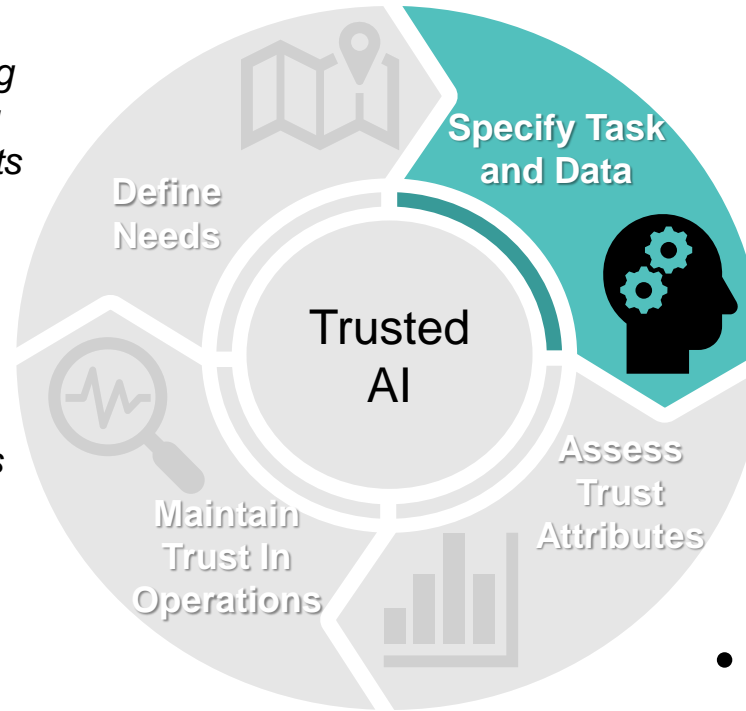 Define
Needs
Specify Task
and Data
Trusted
AI
Assess
Trust
Attributes
Maintain
Trust In
Operations